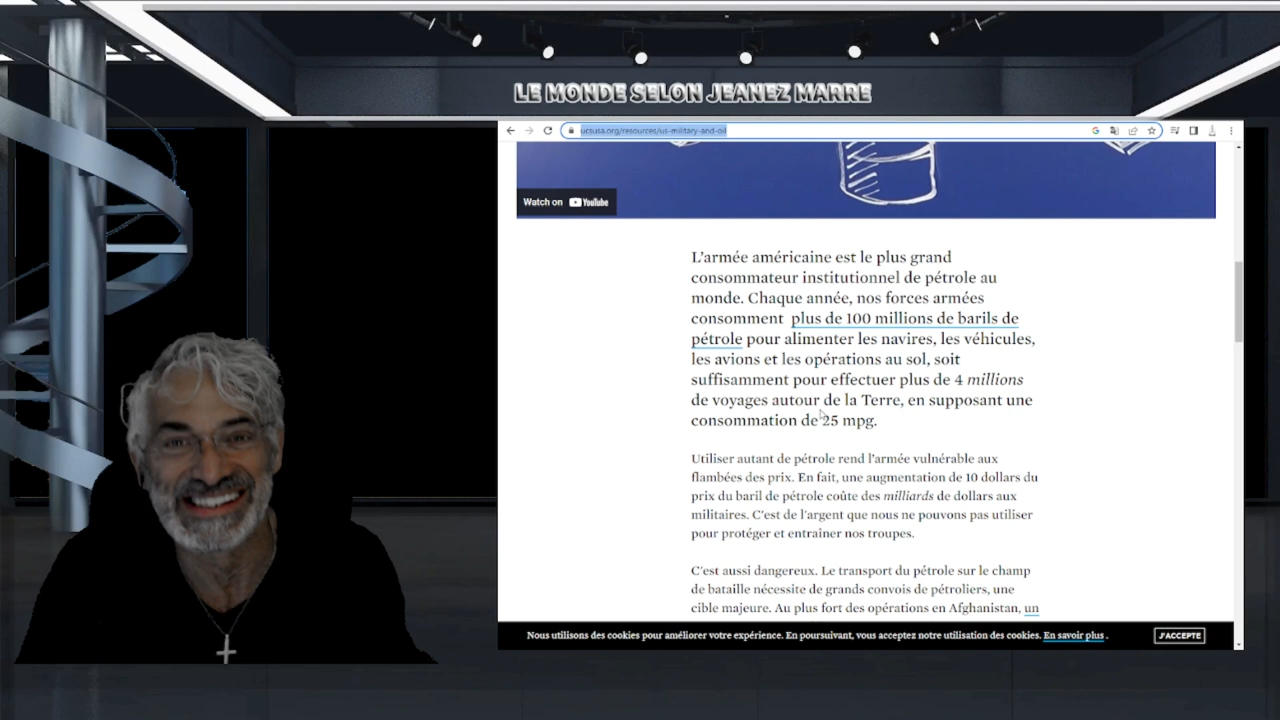 LE MONDE SELON JEANEZ MARRE
ucsusa.org/resources/us-military-and-oil
Watch on YouTube
L'armée américaine est le plus grand
consommateur institutionnel de pétrole au
monde. Chaque année, nos forces armées
consomment plus de 100 millions de barils de
pétrole pour alimenter les navires, les véhicules,
les avions et les opérations au sol, soit
suffisamment pour effectuer plus de 4 millions
de voyages autour de la Terre, en supposant une
consommation de 25 mpg.
Utiliser autant de pétrole rend l'armée vulnérable aux
flambées des prix. En fait, une augmentation de 10 dollars du
prix du baril de pétrole coûte des milliards de dollars aux
militaires. C'est de l'argent que nous ne pouvons pas utiliser
pour protéger et entraîner nos troupes.
C'est aussi dangereux. Le transport du pétrole sur le champ
de bataille nécessite de grands convois de pétroliers, une
cible majeure. Au plus fort des opérations en Afghanistan, un
Nous utilisons des cookies pour améliorer votre expérience. En poursuivant, vous acceptez notre utilisation des cookies. En savoir plus .
J'ACCEPTE